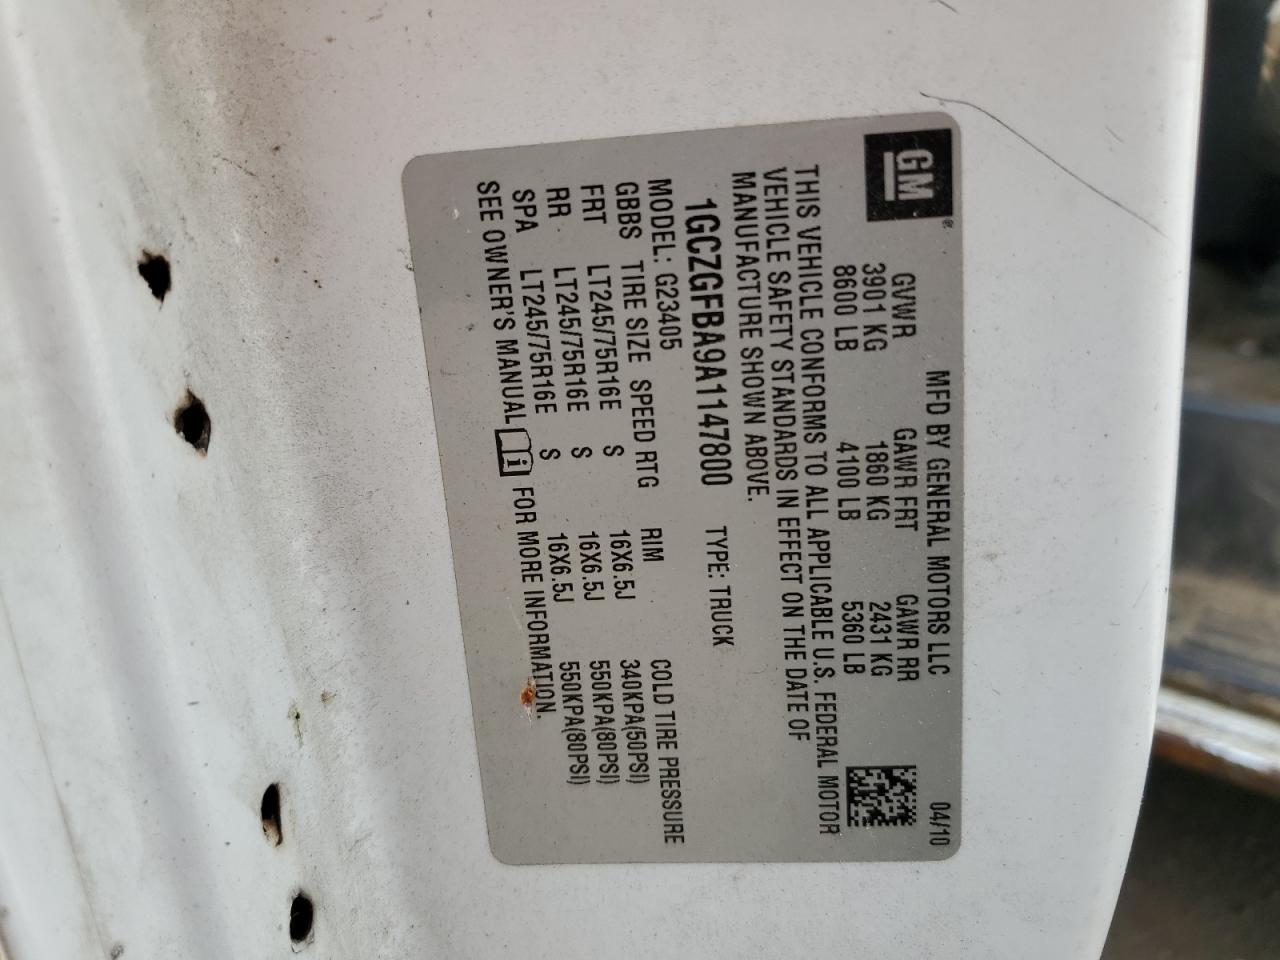 GM ®
MFD BY GENERAL MOTORS LLC 04/10
GVWR GAWR FRT GAWR RR
3901 KG 1860 KG 2431 KG
8600 LB 4100 LB 5360 LB
THIS VEHICLE CONFORMS TO ALL APPLICABLE U.S. FEDERAL MOTOR
VEHICLE SAFETY STANDARDS IN EFFECT ON THE DATE OF
MANUFACTURE SHOWN ABOVE.
1GCZGFBA9A1147800 TYPE: TRUCK
MODEL: G23405
GBBS TIRE SIZE SPEED RTG RIM COLD TIRE PRESSURE
FRT LT245/75R16E S 16X6.5J 340KPA(50PSI)
RR LT245/75R16E S 16X6.5J 550KPA(80PSI)
SPA LT245/75R16E S 16X6.5J 550KPA(80PSI)
SEE OWNER'S MANUAL i FOR MORE INFORMATION.